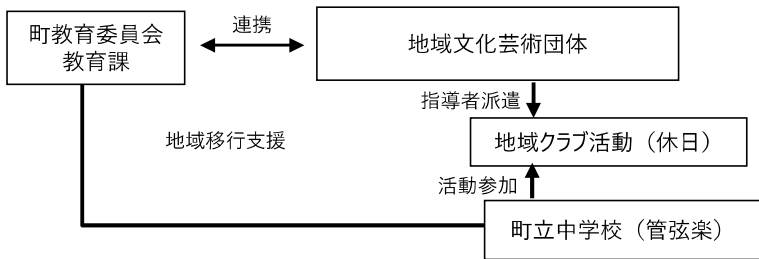 連携
町教育委員会
教育課
地域文化芸術団体
指導者派遣
地域クラブ活動（休日）
地域移行支援
活動参加
町立中学校（管弦楽）